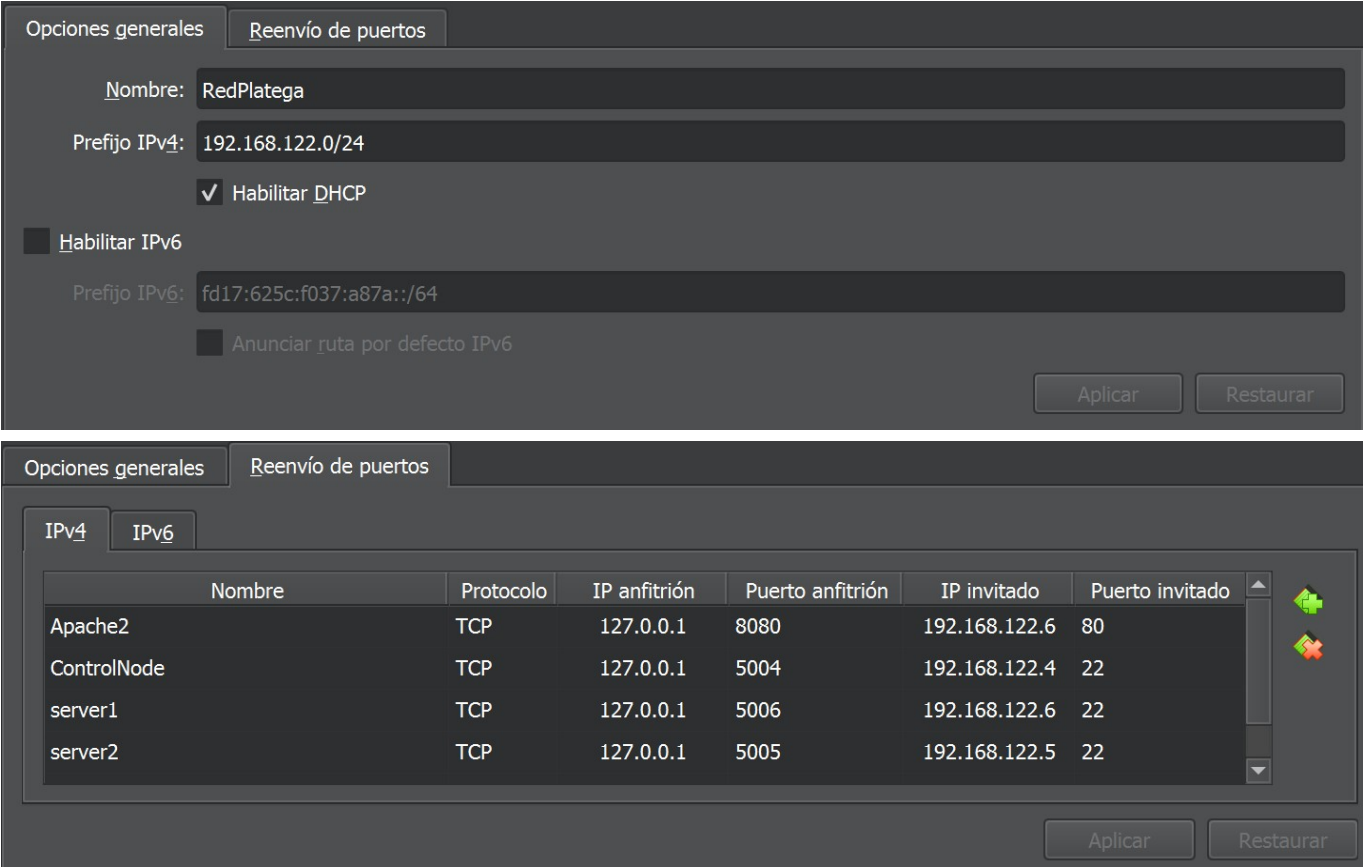 Opciones generales Reenvío de puertos
Nombre: RedPlatega
Prefijo IPv4: 192.168.122.0/24
Habilitar DHCP
Habilitar IPv6
Prefijo IPv6: fd17:625c:f037:a87a::/64
Anunciar ruta por defecto IPv6
Aplicar Restaurar
Opciones generales Reenvío de puertos
IPv4 IPv6
Nombre Protocolo IP anfitrión Puerto anfitrión IP invitado Puerto invitado
Apache2 TCP 127.0.0.1 8080 192.168.122.6 80
ControlNode TCP 127.0.0.1 5004 192.168.122.4 22
server1 TCP 127.0.0.1 5006 192.168.122.6 22
server2 TCP 127.0.0.1 5005 192.168.122.5 22
Aplicar Restaurar